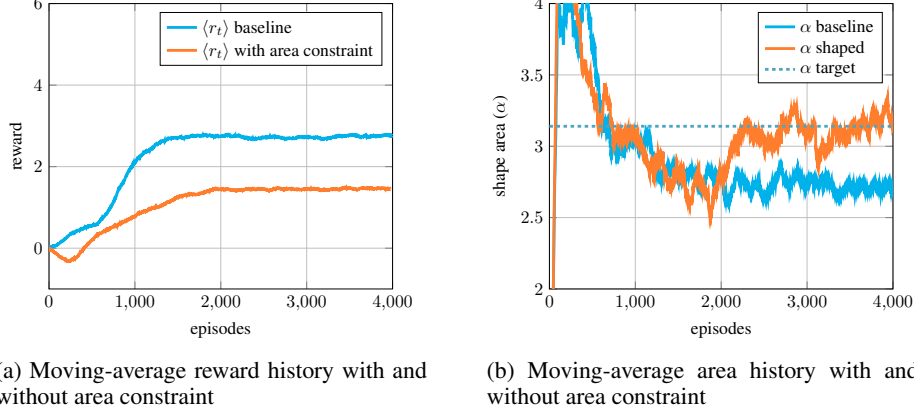 6
4
2
0
0
1,000
2,000
3,000
4,000
reward
episodes
⟨r_t⟩ baseline
⟨r_t⟩ with area constraint
(a) Moving-average reward history with and
without area constraint
4
3.5
3
2.5
2
0
1,000
2,000
3,000
4,000
shape area (α)
episodes
α baseline
α shaped
α target
(b) Moving-average area history with and
without area constraint